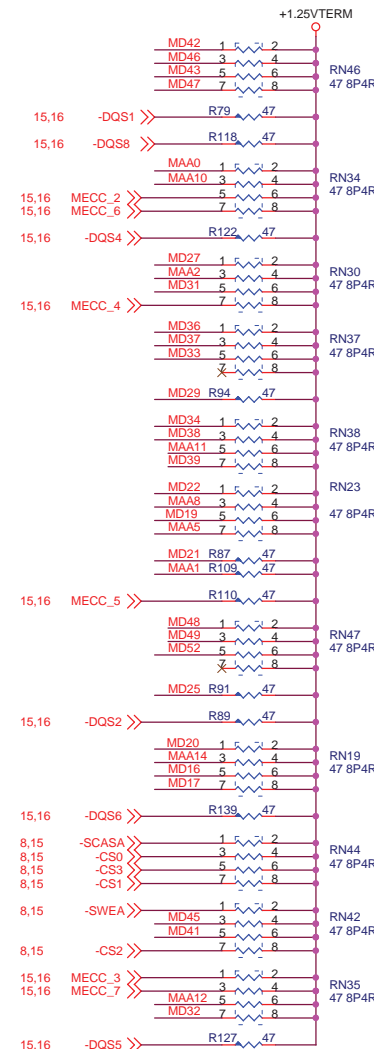 +1.25VTERM
MD42 1 2
MD46 3 4 RN46
MD43 5 6 47 8P4R
MD47 7 8
15,16 -DQS1 R79 47
15,16 -DQS8 R118 47
MAA0 1 2
MAA10 3 4 RN34
15,16 MECC_2 5 6 47 8P4R
15,16 MECC_6 7 8
15,16 -DQS4 R122 47
MD27 1 2
MAA2 3 4 RN30
MD31 5 6 47 8P4R
15,16 MECC_4 7 8
MD36 1 2
MD37 3 4 RN37
MD33 5 6 47 8P4R
7 8
MD29 R94 47
MD34 1 2
MD38 3 4 RN38
MAA11 5 6 47 8P4R
MD39 7 8
MD22 1 2 RN23
MAA8 3 4
MD19 5 6 47 8P4R
MAA5 7 8
MD21 R87 47
MAA1 R109 47
15,16 MECC_5 R110 47
MD48 1 2
MD49 3 4 RN47
MD52 5 6 47 8P4R
7 8
MD25 R91 47
15,16 -DQS2 R89 47
MD20 1 2
MAA14 3 4 RN19
MD16 5 6 47 8P4R
MD17 7 8
15,16 -DQS6 R139 47
8,15 -SCASA 1 2
8,15 -CS0 3 4 RN44
8,15 -CS3 5 6 47 8P4R
8,15 -CS1 7 8
8,15 -SWEA 1 2
MD45 3 4 RN42
MD41 5 6 47 8P4R
8,15 -CS2 7 8
15,16 MECC_3 1 2
15,16 MECC_7 3 4 RN35
MAA12 5 6 47 8P4R
MD32 7 8
15,16 -DQS5 R127 47